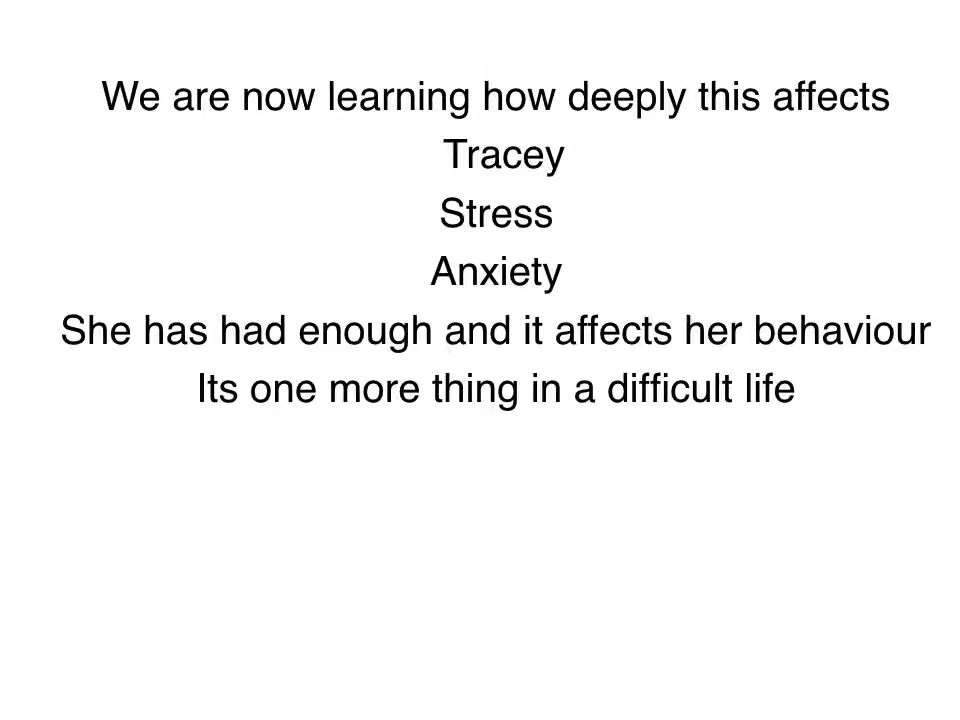 We are now learning how deeply this affects
Tracey
Stress
Anxiety
She has had enough and it affects her behaviour
Its one more thing in a difficult life